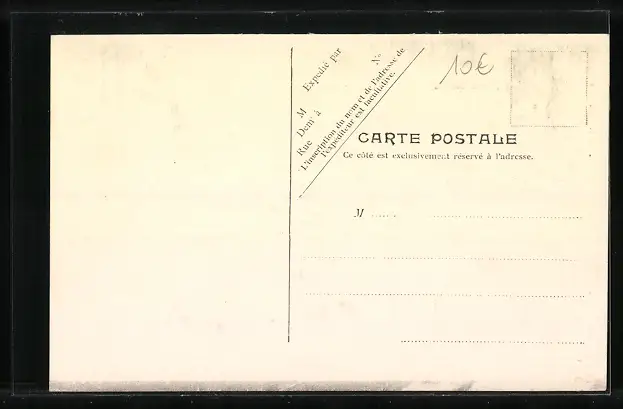 Expédié par
M
Demt à
Rue
N°
L'inscription du nom et de l'adresse de
l'expéditeur est facultative.
10€
CARTE POSTALE
Ce côté est exclusivement réservé à l'adresse.
M